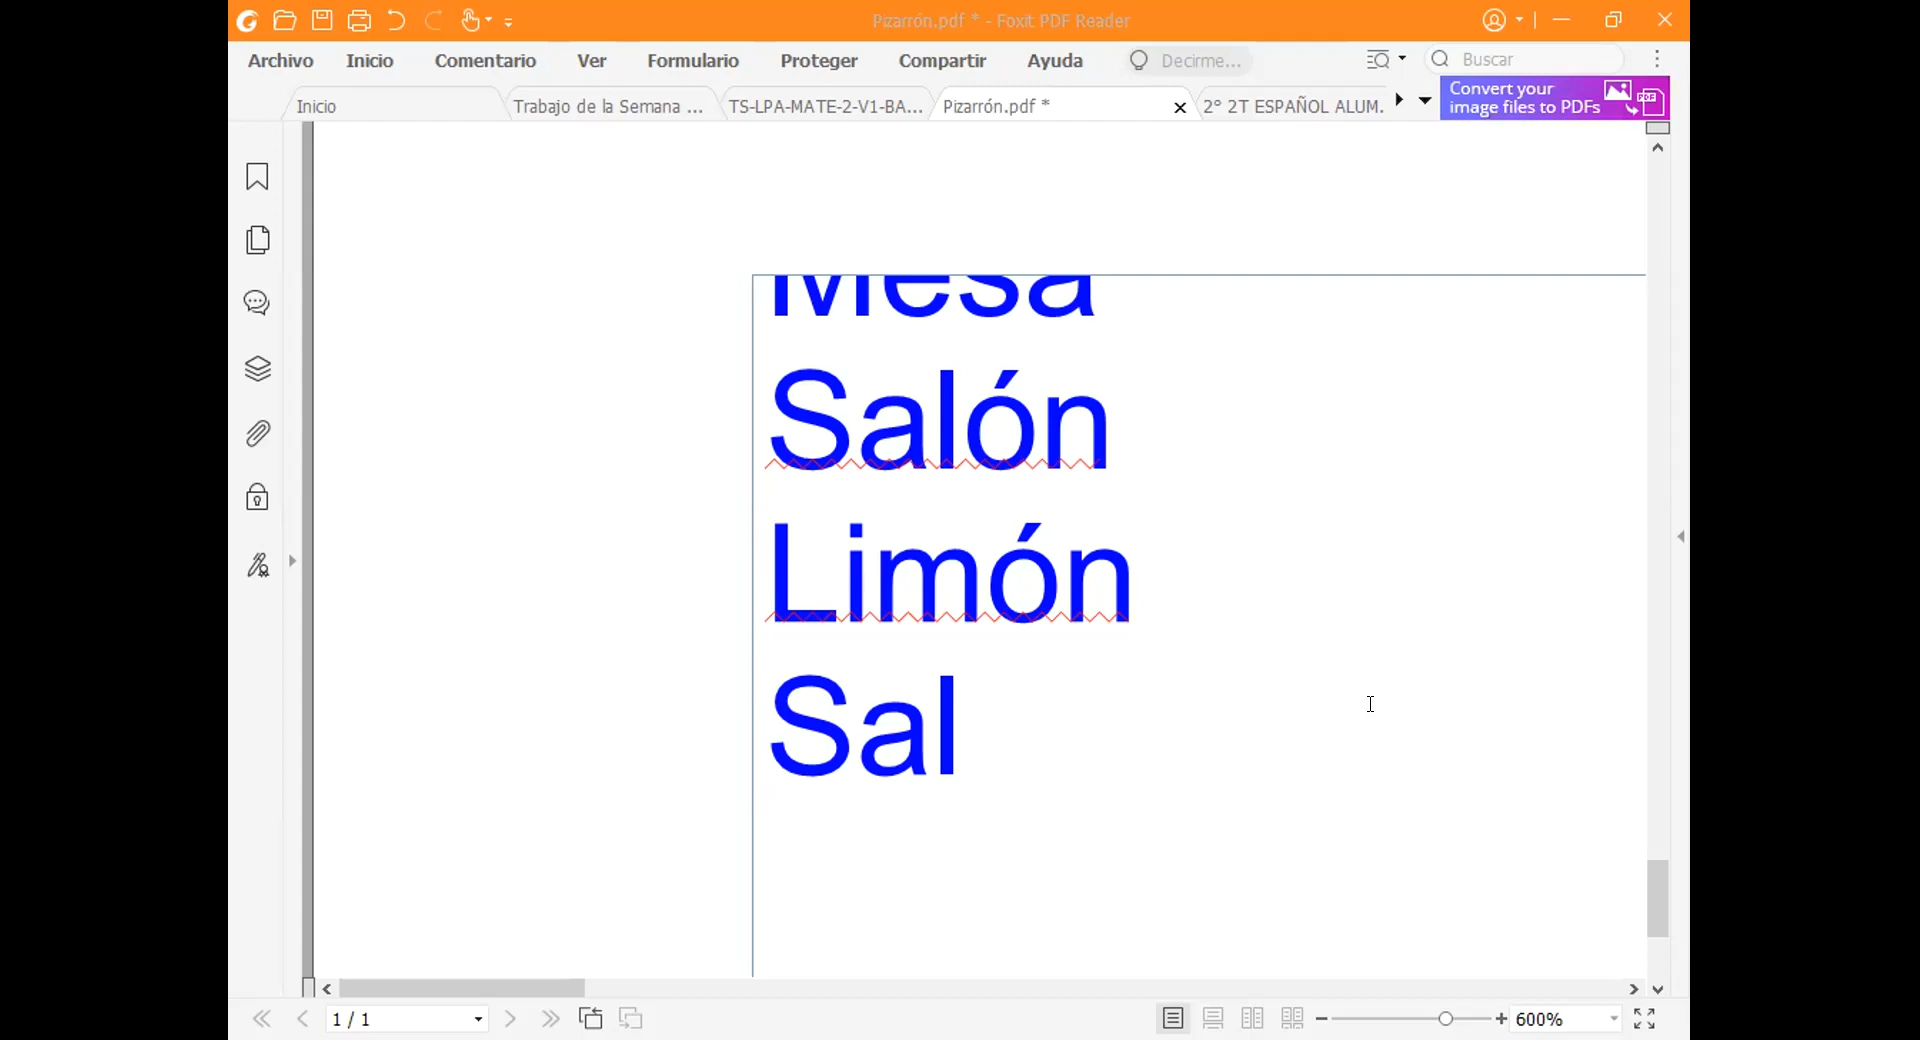 Pizarrón.pdf * - Foxit PDF Reader
Archivo Inicio Comentario Ver Formulario Proteger Compartir Ayuda Decirme... Buscar
Inicio Trabajo de la Semana ... TS-LPA-MATE-2-V1-BA... Pizarrón.pdf * 2° 2T ESPAÑOL ALUM.
Convert your
image files to PDFs
PDF
Mesa
Salón
Limón
Sal
1 / 1
600%